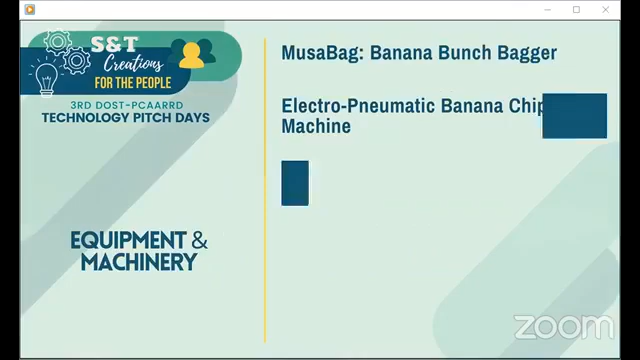 S&T
Creations
FOR THE PEOPLE
3RD DOST-PCAARRD
TECHNOLOGY PITCH DAYS
EQUIPMENT &
MACHINERY
MusaBag: Banana Bunch Bagger
Electro-Pneumatic Banana
Machine
zoom